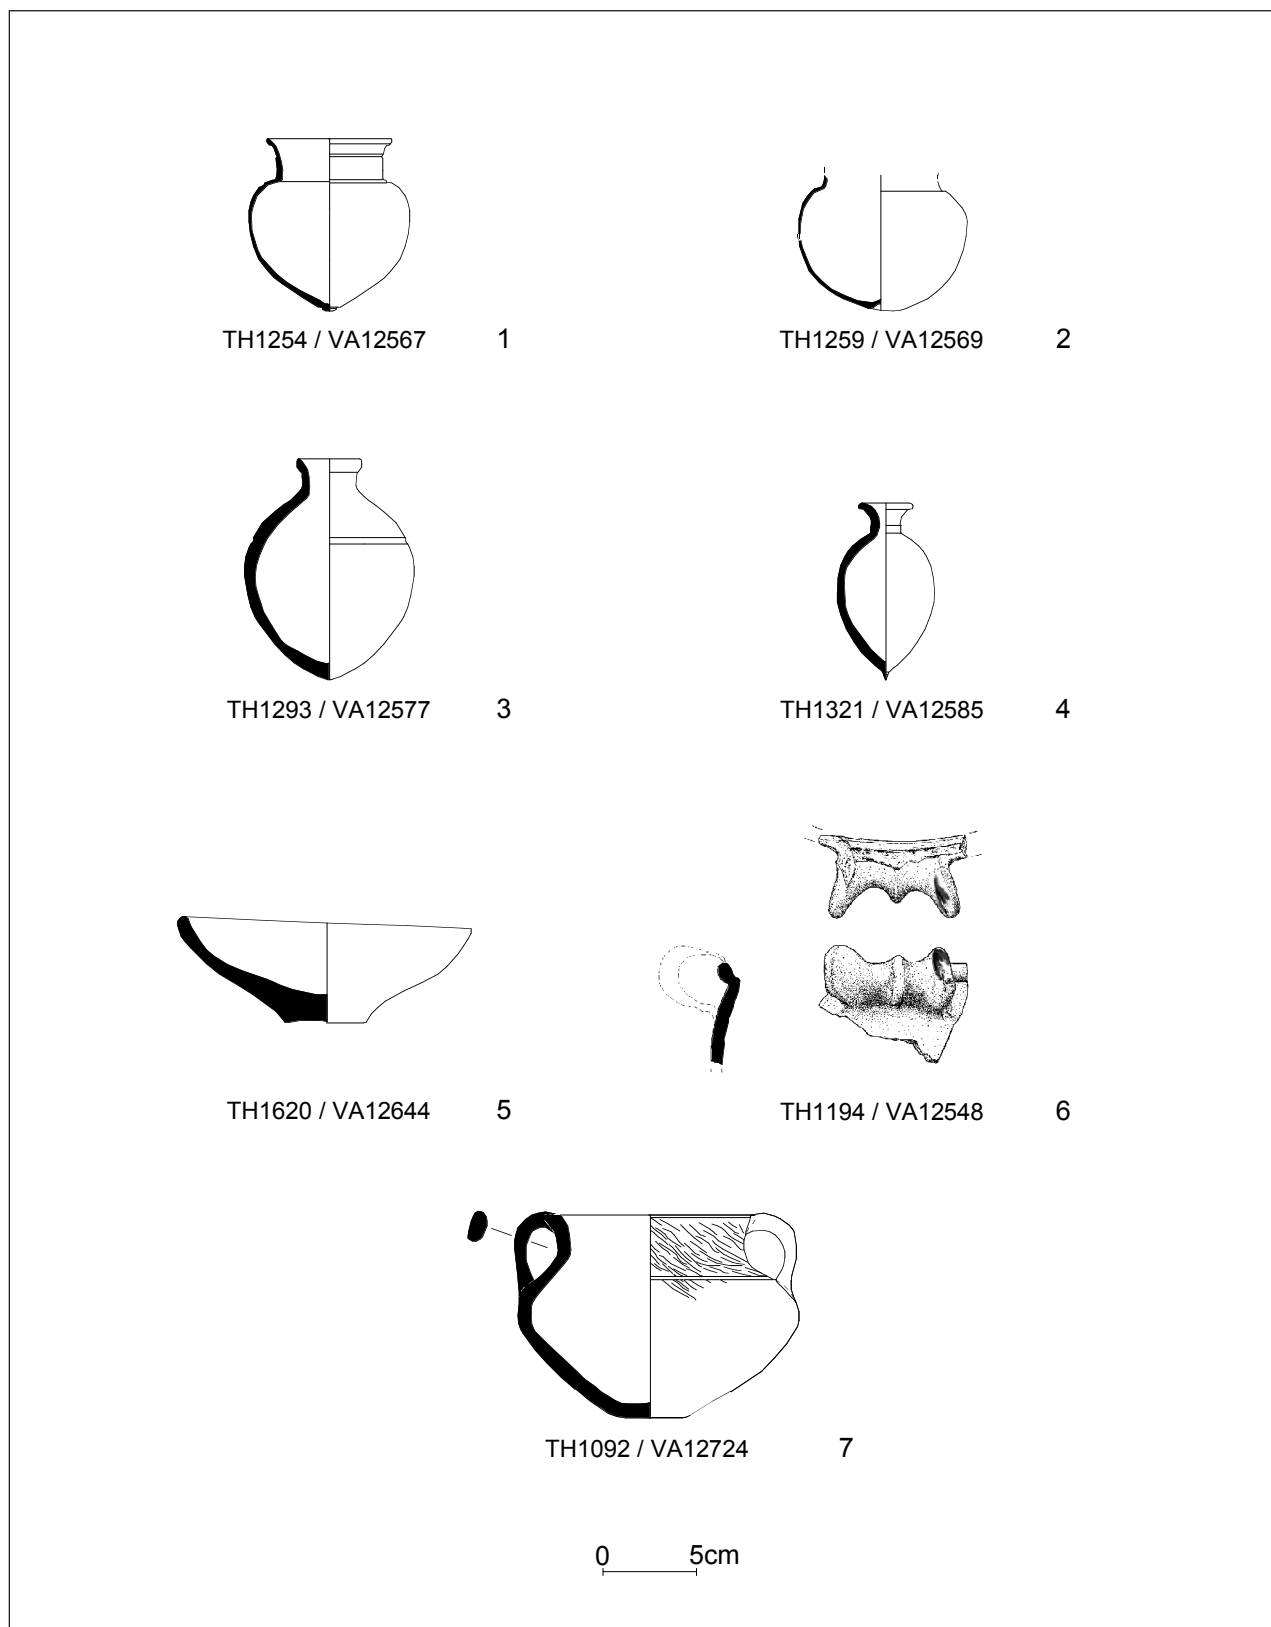 TH1254 / VA12567 1
TH1259 / VA12569 2
TH1293 / VA12577 3
TH1321 / VA12585 4
TH1620 / VA12644 5
TH1194 / VA12548 6
TH1092 / VA12724 7
0 5cm